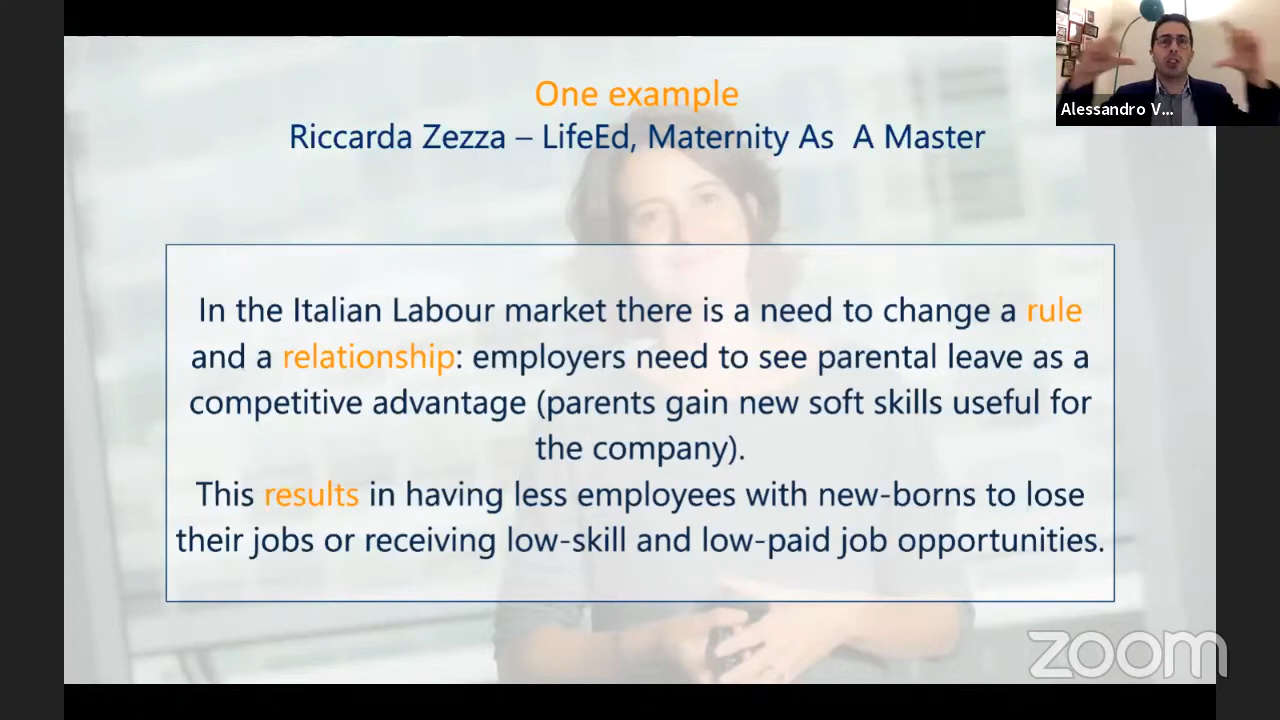 One example
Riccarda Zezza – LifeEd, Maternity As A Master
Alessandro V...
In the Italian Labour market there is a need to change a rule
and a relationship: employers need to see parental leave as a
competitive advantage (parents gain new soft skills useful for
the company).
This results in having less employees with new-borns to lose
their jobs or receiving low-skill and low-paid job opportunities.
zoom